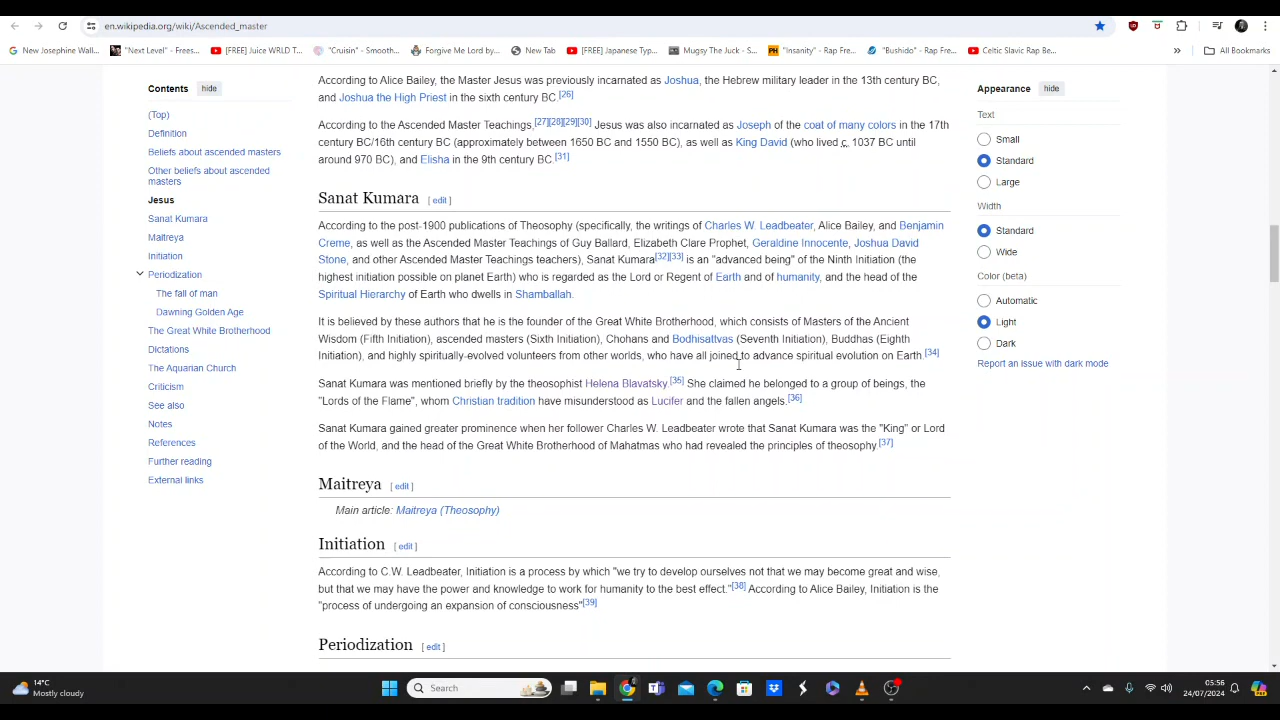 en.wikipedia.org/wiki/Ascended_master
New Josephine Wall...
"Next Level" - Frees...
[FREE] Juice WRLD T...
"Cruisin" - Smooth...
Forgive Me Lord by...
New Tab
[FREE] Japanese Typ...
Mugsy The Juck - S...
"Insanity" - Rap Fre...
"Bushido" - Rap Fre...
Celtic Slavic Rap Be...
»
All Bookmarks
Contents hide
(Top)
Definition
Beliefs about ascended masters
Other beliefs about ascended
masters
Jesus
Sanat Kumara
Maitreya
Initiation
Periodization
The fall of man
Dawning Golden Age
The Great White Brotherhood
Dictations
The Aquarian Church
Criticism
See also
Notes
References
Further reading
External links
According to Alice Bailey, the Master Jesus was previously incarnated as Joshua, the Hebrew military leader in the 13th century BC,
and Joshua the High Priest in the sixth century BC.[26]
According to the Ascended Master Teachings,[27][28][29][30] Jesus was also incarnated as Joseph of the coat of many colors in the 17th
century BC/16th century BC (approximately between 1650 BC and 1550 BC), as well as King David (who lived c. 1037 BC until
around 970 BC), and Elisha in the 9th century BC.[31]
Sanat Kumara [ edit ]
According to the post-1900 publications of Theosophy (specifically, the writings of Charles W. Leadbeater, Alice Bailey, and Benjamin
Creme, as well as the Ascended Master Teachings of Guy Ballard, Elizabeth Clare Prophet, Geraldine Innocente, Joshua David
Stone, and other Ascended Master Teachings teachers), Sanat Kumara[32][33] is an "advanced being" of the Ninth Initiation (the
highest initiation possible on planet Earth) who is regarded as the Lord or Regent of Earth and of humanity, and the head of the
Spiritual Hierarchy of Earth who dwells in Shamballah.
It is believed by these authors that he is the founder of the Great White Brotherhood, which consists of Masters of the Ancient
Wisdom (Fifth Initiation), ascended masters (Sixth Initiation), Chohans and Bodhisattvas (Seventh Initiation), Buddhas (Eighth
Initiation), and highly spiritually-evolved volunteers from other worlds, who have all joined to advance spiritual evolution on Earth.[34]
Sanat Kumara was mentioned briefly by the theosophist Helena Blavatsky.[35] She claimed he belonged to a group of beings, the
"Lords of the Flame", whom Christian tradition have misunderstood as Lucifer and the fallen angels.[36]
Sanat Kumara gained greater prominence when her follower Charles W. Leadbeater wrote that Sanat Kumara was the "King" or Lord
of the World, and the head of the Great White Brotherhood of Mahatmas who had revealed the principles of theosophy.[37]
Maitreya [ edit ]
Main article: Maitreya (Theosophy)
Initiation [ edit ]
According to C.W. Leadbeater, Initiation is a process by which "we try to develop ourselves not that we may become great and wise,
but that we may have the power and knowledge to work for humanity to the best effect."[38] According to Alice Bailey, Initiation is the
"process of undergoing an expansion of consciousness"[39]
Periodization [ edit ]
Appearance hide
Text
Small
Standard
Large
Width
Standard
Wide
Color (beta)
Automatic
Light
Dark
Report an issue with dark mode
14°C
Mostly cloudy
Search
05:56
24/07/2024